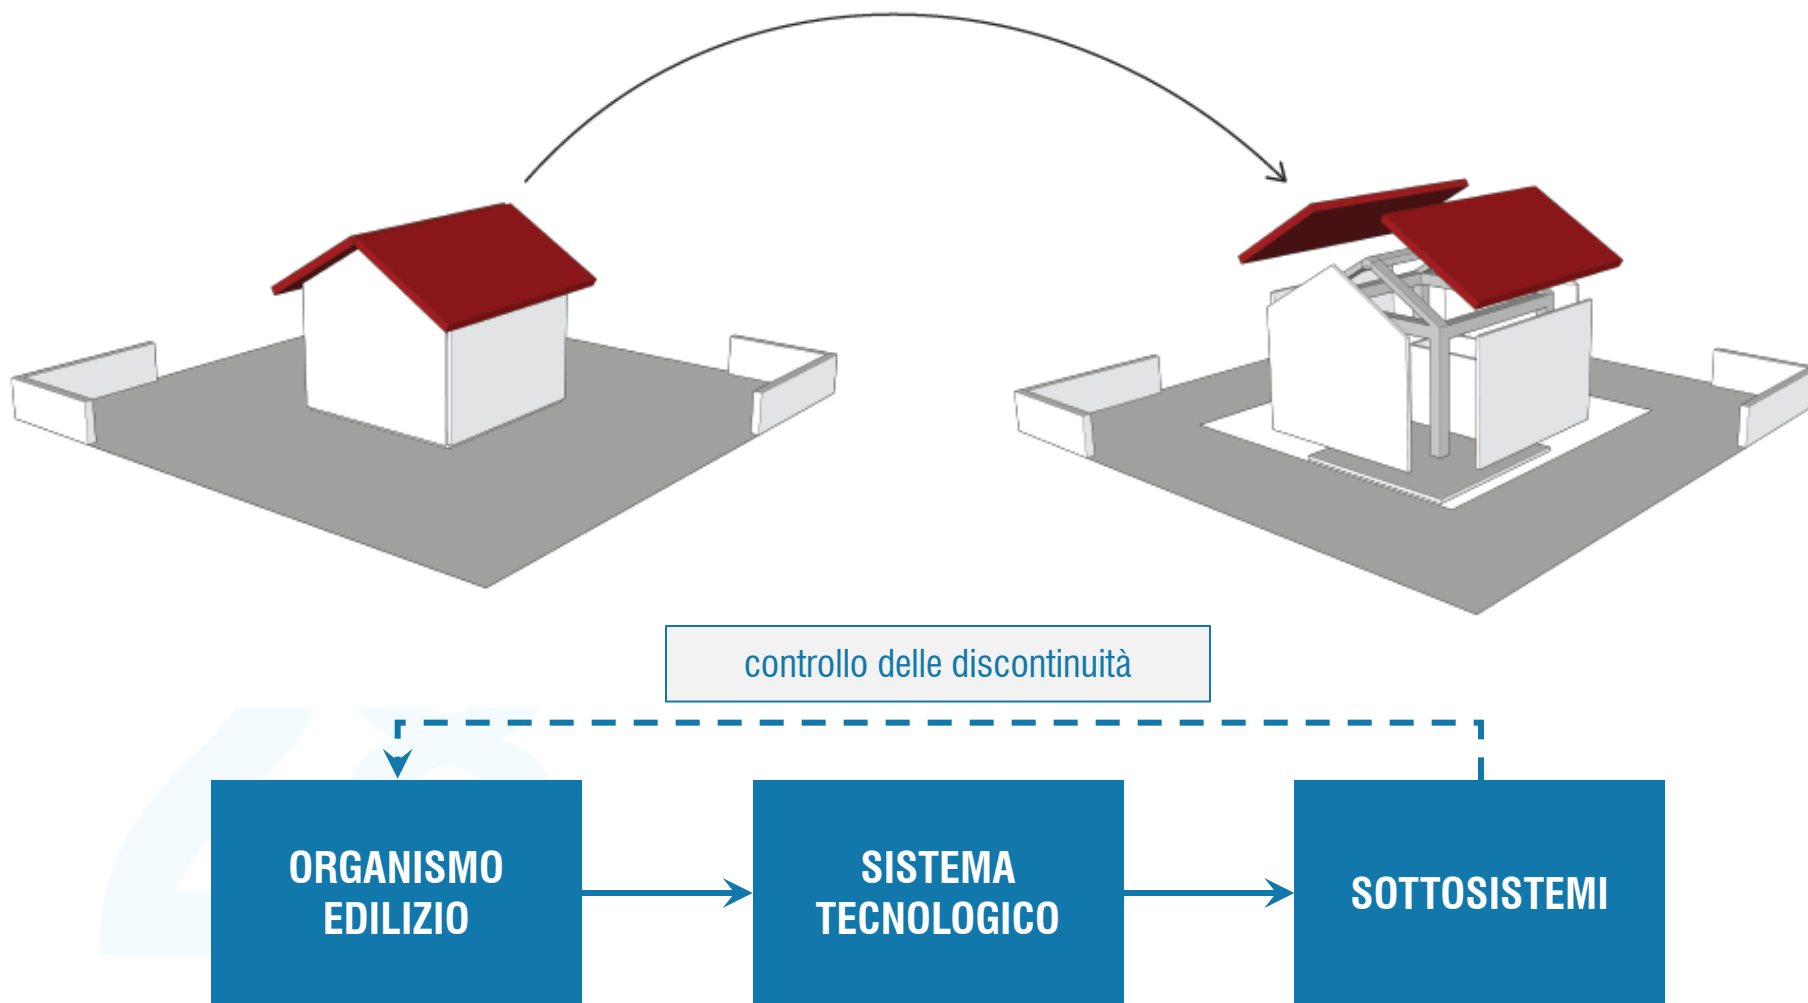 controllo delle discontinuità
ORGANISMO
EDILIZIO
SISTEMA
TECNOLOGICO
SOTTOSISTEMI